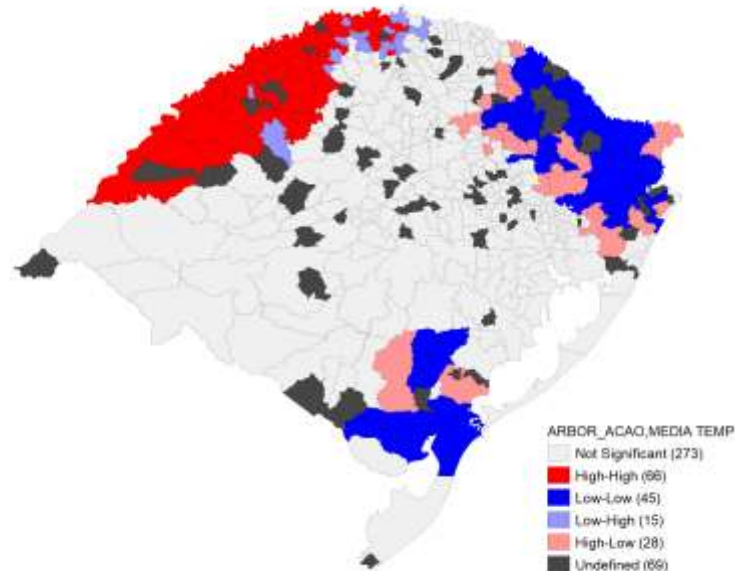 ARBOR_ACAO,MEDIA TEMP
Not Significant (273)
High-High (66)
Low-Low (45)
Low-High (15)
High-Low (28)
Undefined (69)